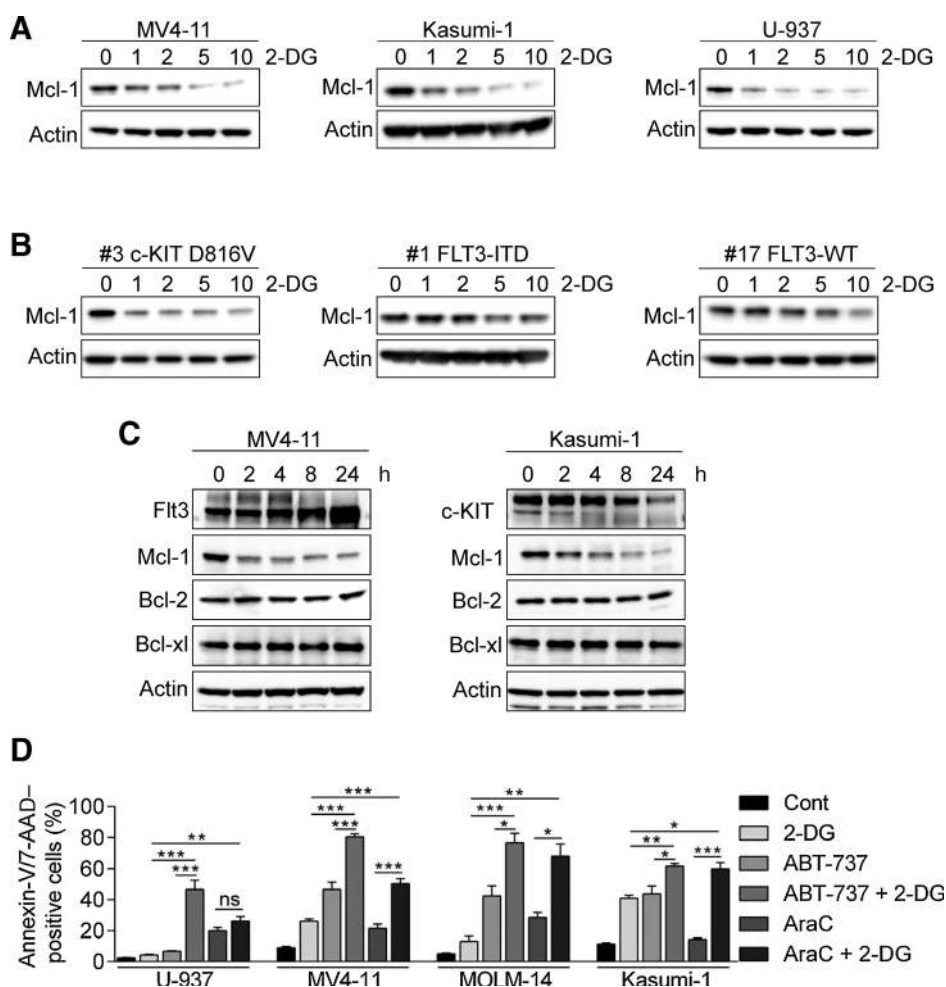 A
MV4-11 Kasumi-1 U-937
0 1 2 5 10 2-DG 0 1 2 5 10 2-DG 0 1 2 5 10 2-DG
Mcl-1 Mcl-1 Mcl-1
Actin Actin Actin
B
#3 c-KIT D816V #1 FLT3-ITD #17 FLT3-WT
0 1 2 5 10 2-DG 0 1 2 5 10 2-DG 0 1 2 5 10 2-DG
Mcl-1 Mcl-1 Mcl-1
Actin Actin Actin
C
MV4-11 Kasumi-1
0 2 4 8 24 h 0 2 4 8 24 h
Flt3 c-KIT
Mcl-1 Mcl-1
Bcl-2 Bcl-2
Bcl-xl Bcl-xl
Actin Actin
D
Annexin-V/7-AAD–
positive cells (%)
100
80
60
40
20
0
** *** ***  ns
*** *** *** ***
** *** * *
* ** * ***
U-937 MV4-11 MOLM-14 Kasumi-1
Cont
2-DG
ABT-737
ABT-737 + 2-DG
AraC
AraC + 2-DG